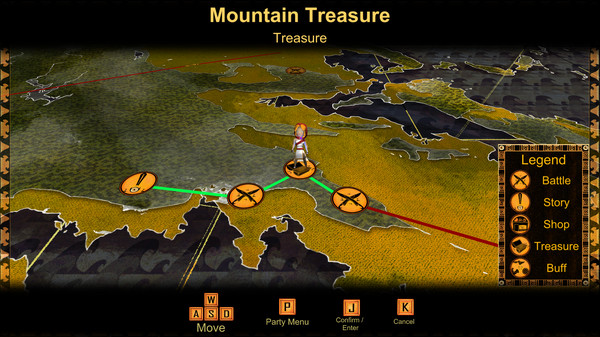 Mountain Treasure
Treasure
Legend
Battle
Story
Shop
Treasure
Buff
W
A S D
Move
P
Party Menu
J
Confirm /
Enter
K
Cancel